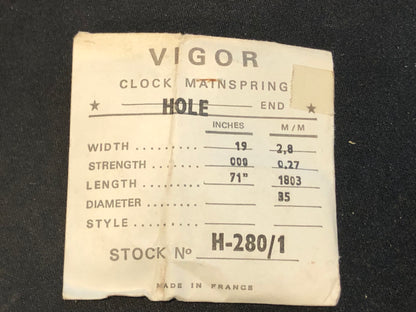 VIGOR
CLOCK MAINSPRING
★ HOLE END ★
INCHES M/M
WIDTH ......... 19 2,8
STRENGTH ...... 000 0,27
LENGTH ......... 71" 1803
DIAMETER ....... 35
STYLE ..........
STOCK Nº H-280/1
MADE IN FRANCE